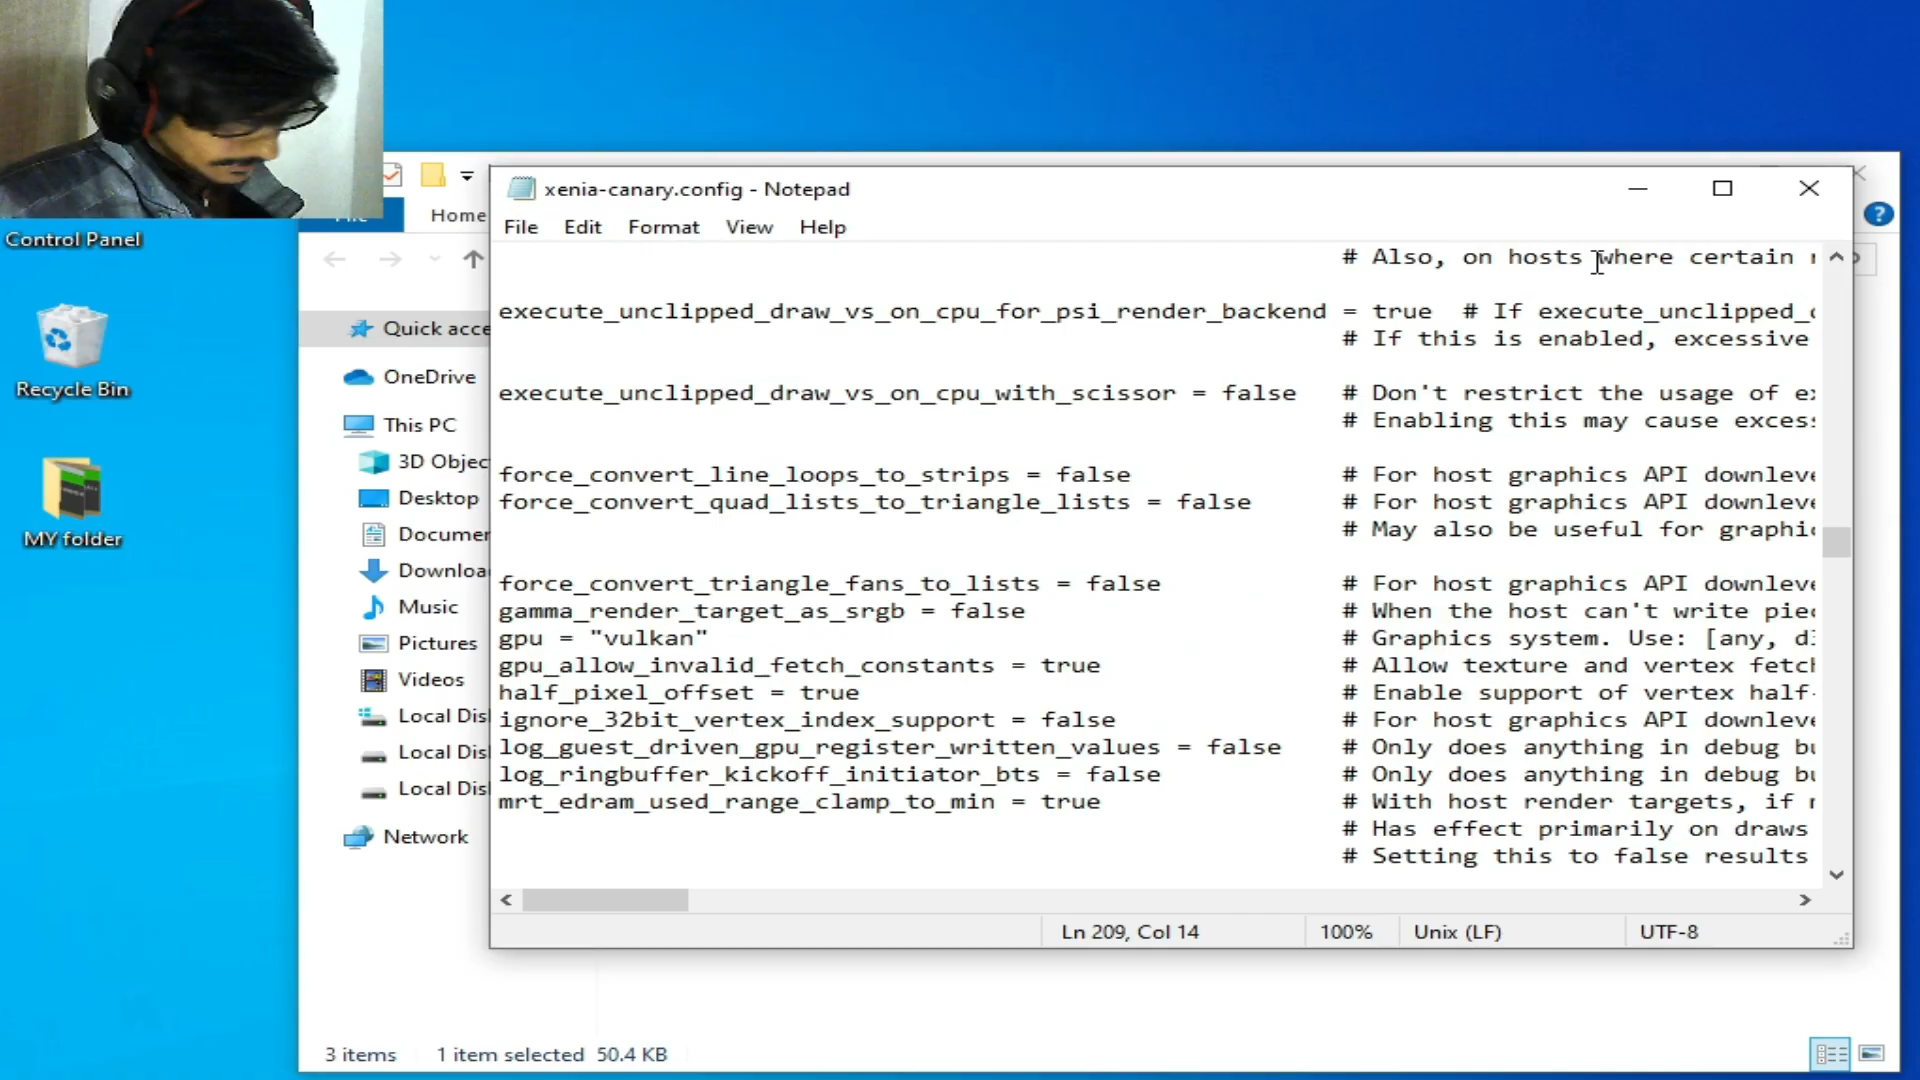 Control Panel
Recycle Bin
MY folder
Home
Quick acce
OneDrive
This PC
3D Objec
Desktop
Documer
Downloa
Music
Pictures
Videos
Local Dis
Local Dis
Local Dis
Network
3 items 1 item selected 50.4 KB
xenia-canary.config - Notepad
File Edit Format View Help
# Also, on hosts where certain
execute_unclipped_draw_vs_on_cpu_for_psi_render_backend = true # If execute_unclipped_
# If this is enabled, excessive
execute_unclipped_draw_vs_on_cpu_with_scissor = false # Don't restrict the usage of ex
# Enabling this may cause excess
force_convert_line_loops_to_strips = false # For host graphics API downleve
force_convert_quad_lists_to_triangle_lists = false # For host graphics API downleve
# May also be useful for graphic
force_convert_triangle_fans_to_lists = false # For host graphics API downleve
gamma_render_target_as_srgb = false # When the host can't write piec
gpu = "vulkan" # Graphics system. Use: [any, d3
gpu_allow_invalid_fetch_constants = true # Allow texture and vertex fetch
half_pixel_offset = true # Enable support of vertex half-
ignore_32bit_vertex_index_support = false # For host graphics API downleve
log_guest_driven_gpu_register_written_values = false # Only does anything in debug bu
log_ringbuffer_kickoff_initiator_bts = false # Only does anything in debug bu
mrt_edram_used_range_clamp_to_min = true # With host render targets, if
# Has effect primarily on draws
# Setting this to false results
Ln 209, Col 14 100% Unix (LF) UTF-8